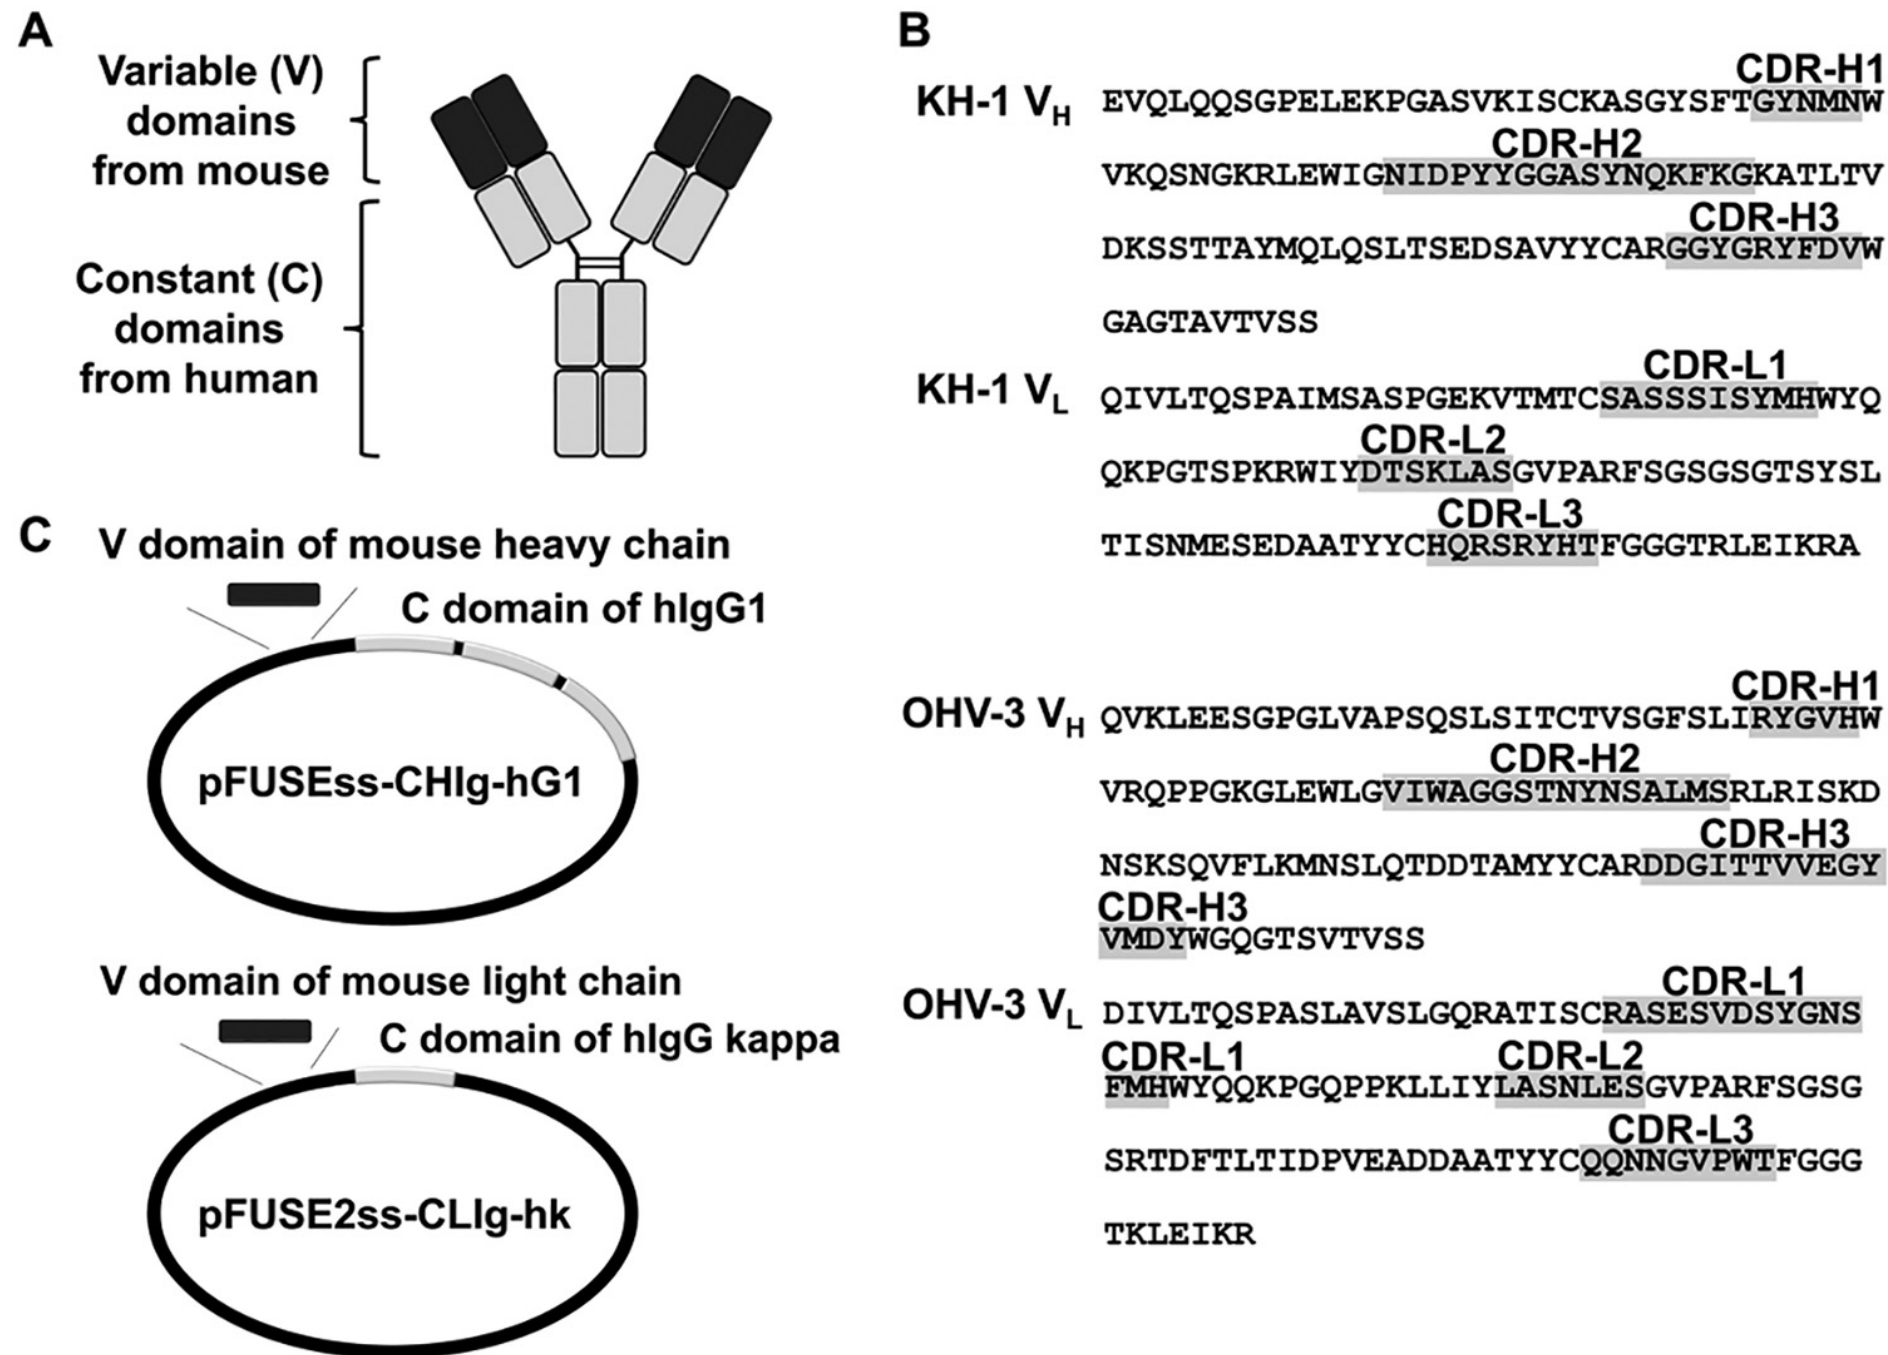 A
Variable (V)
domains
from mouse
Constant (C)
domains
from human
B
CDR-H1
KH-1 VH EVQLQQSGPELEKPGASVKISCKASGYSFTGYNMNW
CDR-H2
VKQSNGKRLEWIGNIDPYYGGASYNQKFKGKATLTV
CDR-H3
DKSSTTAYMQLQSLTSEDSAVYYCARGGYGRYFDVW
GAGTAVTVSS
CDR-L1
KH-1 VL QIVLTQSPAIMSASPGEKVTMTCSASSSISYMHWYQ
CDR-L2
QKPGTSPKRWIYDTSKLASGVPARFSGSGSGTSYSL
CDR-L3
TISNMESEDAATYYCHQRSRYHTFGGGTRLEIKRA
CDR-H1
OHV-3 VH QVKLEESGPGLVAPSQSLSITCTVSGFSLIRYGVHW
CDR-H2
VRQPPGKGLEWLGVIWAGGSTNYNSALMSRLRISKD
CDR-H3
NSKSQVFLKMNSLQTDDTAMYYCARDDGITTVVEGY
CDR-H3
VMDYWGQGTSVTVSS
CDR-L1
OHV-3 VL DIVLTQSPASLAVSLGQRATISCRASESVDSYGNS
CDR-L1 CDR-L2
FMHWYQQKPGQPPKLLIYLASNLESGVPARFSGSG
CDR-L3
SRTDFTLTIDPVEADDAATYYCQQNNGVPWTFGGG
TKLEIKR
C
V domain of mouse heavy chain
C domain of hIgG1
pFUSEss-CHIg-hG1
V domain of mouse light chain
C domain of hIgG kappa
pFUSE2ss-CLIg-hk